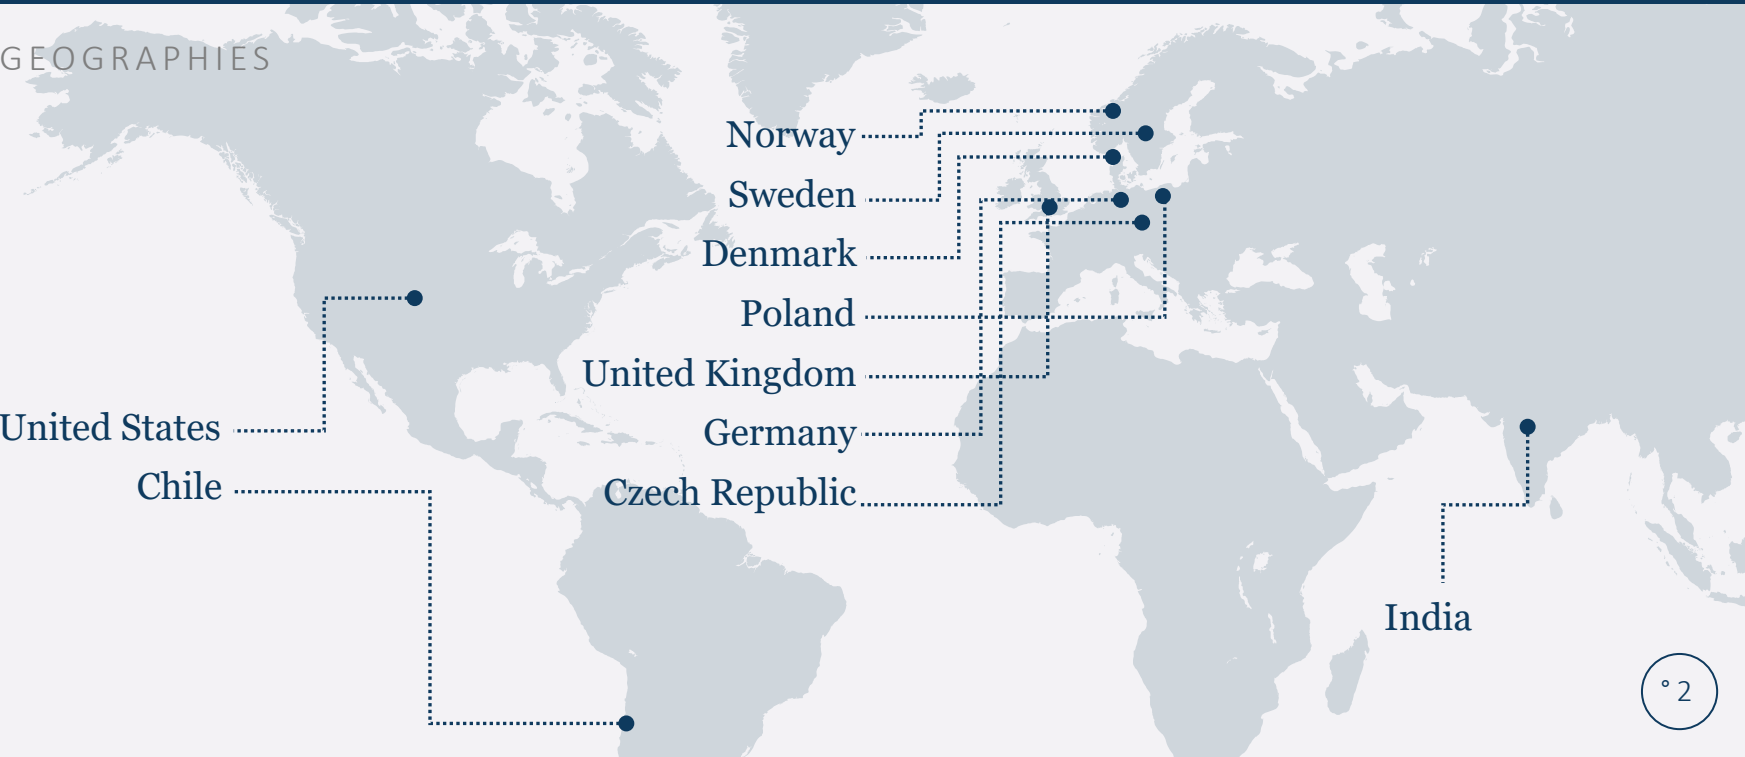 GEOGRAPHIES
Norway
Sweden
Denmark
Poland
United Kingdom
Germany
Czech Republic
United States
Chile
India
° 2